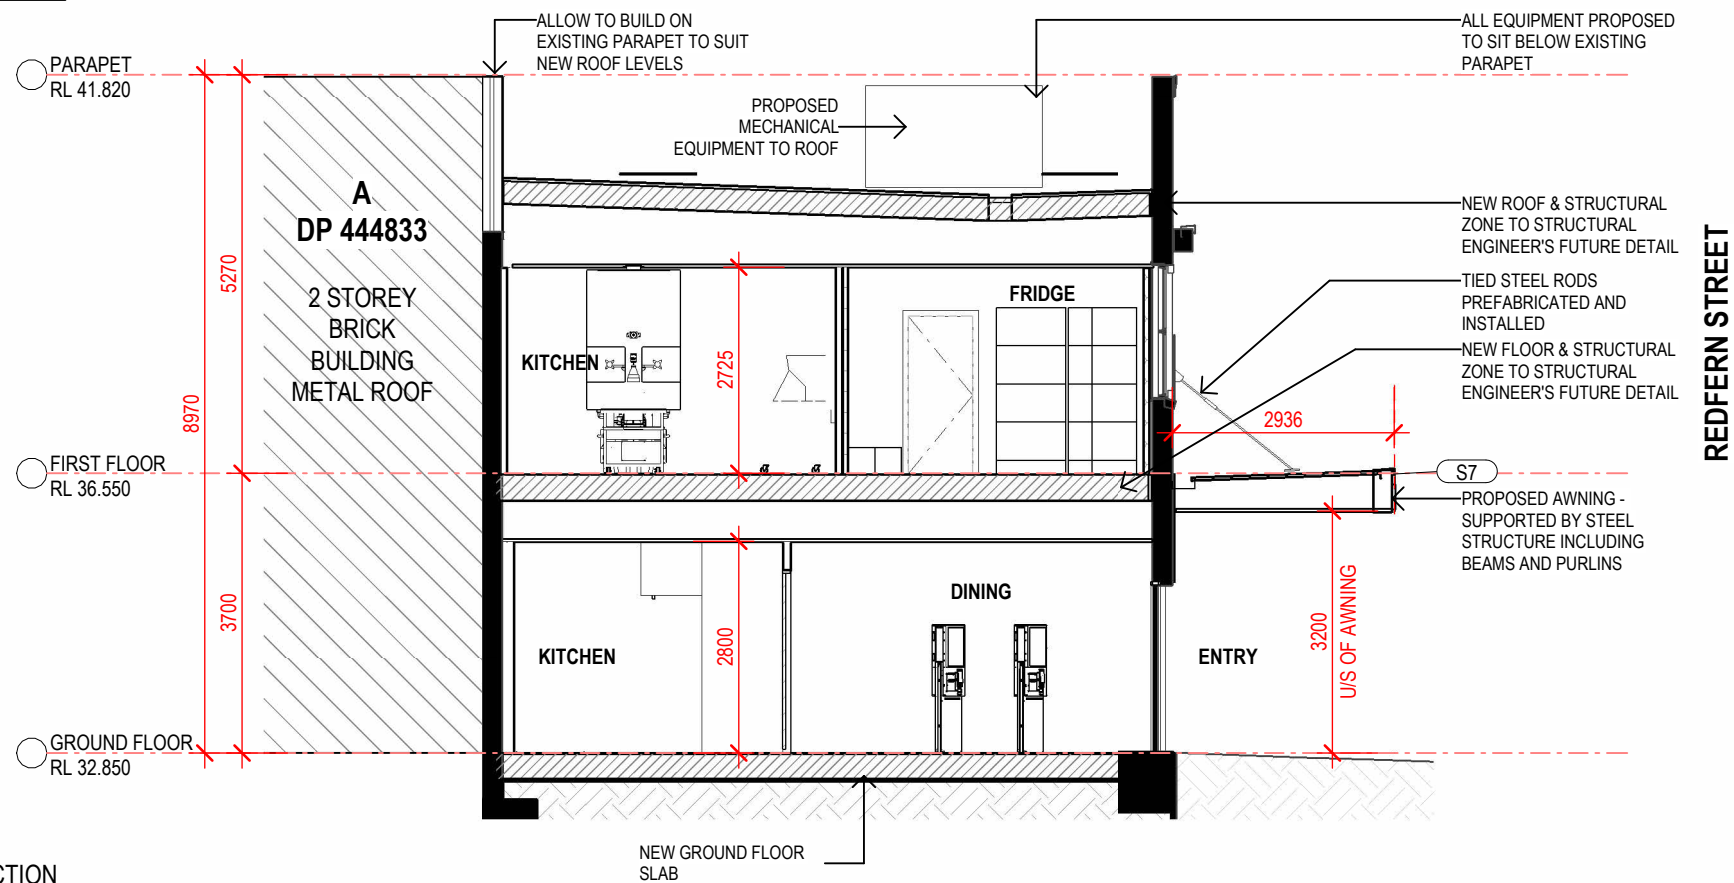 ALLOW TO BUILD ON
EXISTING PARAPET TO SUIT
NEW ROOF LEVELS
ALL EQUIPMENT PROPOSED
TO SIT BELOW EXISTING
PARAPET
PARAPET
RL 41.820
PROPOSED
MECHANICAL
EQUIPMENT TO ROOF
A
DP 444833
2 STOREY
BRICK
BUILDING
METAL ROOF
NEW ROOF & STRUCTURAL
ZONE TO STRUCTURAL
ENGINEER'S FUTURE DETAIL
TIED STEEL RODS
PREFABRICATED AND
INSTALLED
NEW FLOOR & STRUCTURAL
ZONE TO STRUCTURAL
ENGINEER'S FUTURE DETAIL
REDFERN STREET
5270
8970
KITCHEN
2725
FRIDGE
2936
FIRST FLOOR
RL 36.550
S7
PROPOSED AWNING -
SUPPORTED BY STEEL
STRUCTURE INCLUDING
BEAMS AND PURLINS
3700
KITCHEN
2800
DINING
ENTRY
3200
U/S OF AWNING
GROUND FLOOR
RL 32.850
NEW GROUND FLOOR
SLAB